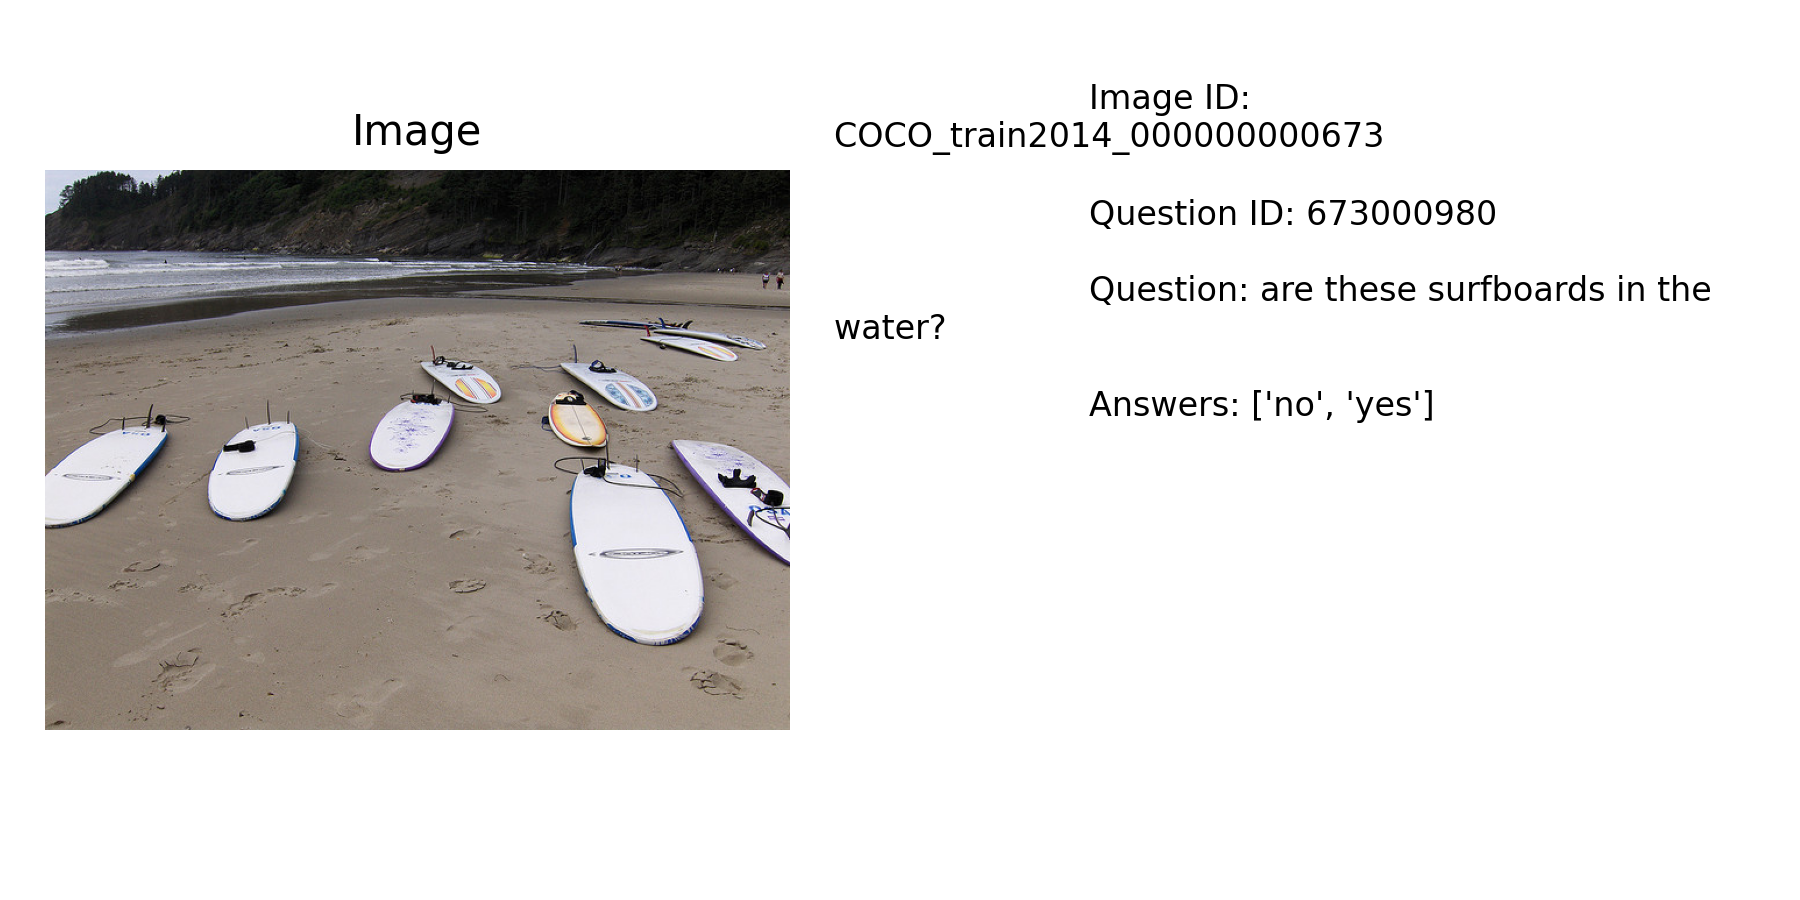 Image
Image ID:
COCO_train2014_000000000673
Question ID: 673000980
Question: are these surfboards in the
water?
Answers: ['no', 'yes']